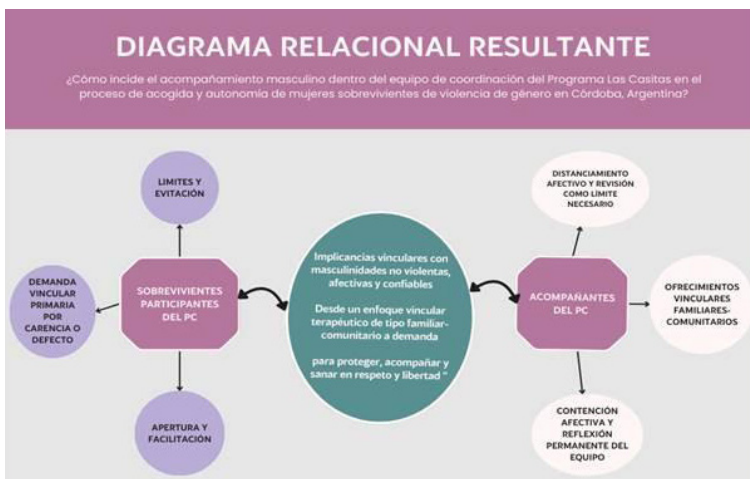 DIAGRAMA RELACIONAL RESULTANTE
¿Cómo incide el acompañamiento masculino dentro del equipo de coordinación del Programa Las Casitas en el
proceso de acogida y autonomía de mujeres sobrevivientes de violencia de género en Córdoba, Argentina?
LIMITES Y
EVITACIÓN
DEMANDA
VINCULAR
PRIMARIA
POR
CARENCIA O
DEFECTO
SOBREVIVIENTES
PARTICIPANTES
DEL PC
APERTURA Y
FACILITACIÓN
Implicancias vinculares con
masculinidades no violentas,
afectivas y confiables
Desde un enfoque vincular
terapéutico de tipo familiar-
comunitario a demanda
para proteger, acompañar y
sanar en respeto y libertad "
DISTANCIAMIENTO
AFECTIVO Y REVISIÓN
COMO LÍMITE
NECESARIO
ACOMPAÑANTES
DEL PC
OFRECIMIENTOS
VINCULARES
FAMILIARES-
COMUNITARIOS
CONTENCIÓN
AFECTIVA Y
REFLEXIÓN
PERMANENTE DEL
EQUIPO